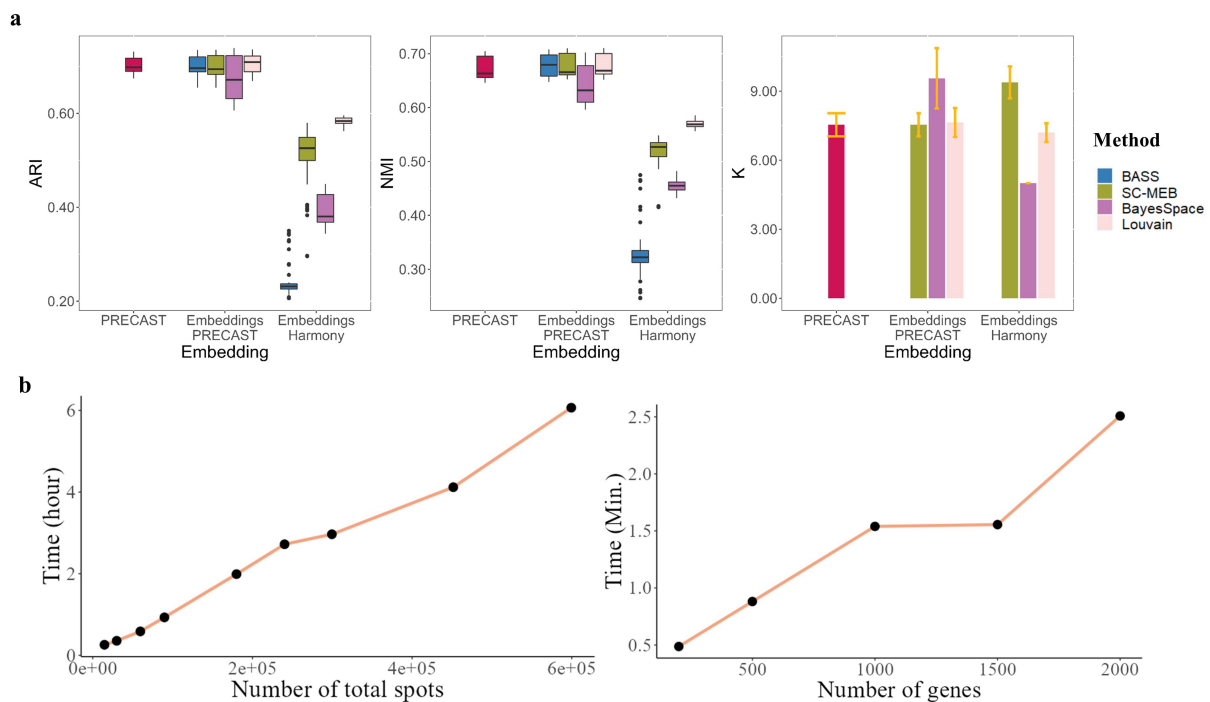 a
ARI
0.60
0.40
0.20
PRECAST
Embeddings
PRECAST
Embeddings
Harmony
Embedding
NMI
0.70
0.60
0.50
0.40
0.30
PRECAST
Embeddings
PRECAST
Embeddings
Harmony
Embedding
K
9.00
6.00
3.00
0.00
PRECAST
Embeddings
PRECAST
Embeddings
Harmony
Embedding
Method
BASS
SC-MEB
BayesSpace
Louvain
b
Time (hour)
6
4
2
0
0e+00
2e+05
4e+05
6e+05
Number of total spots
Time (Min.)
2.5
2.0
1.5
1.0
0.5
500
1000
1500
2000
Number of genes